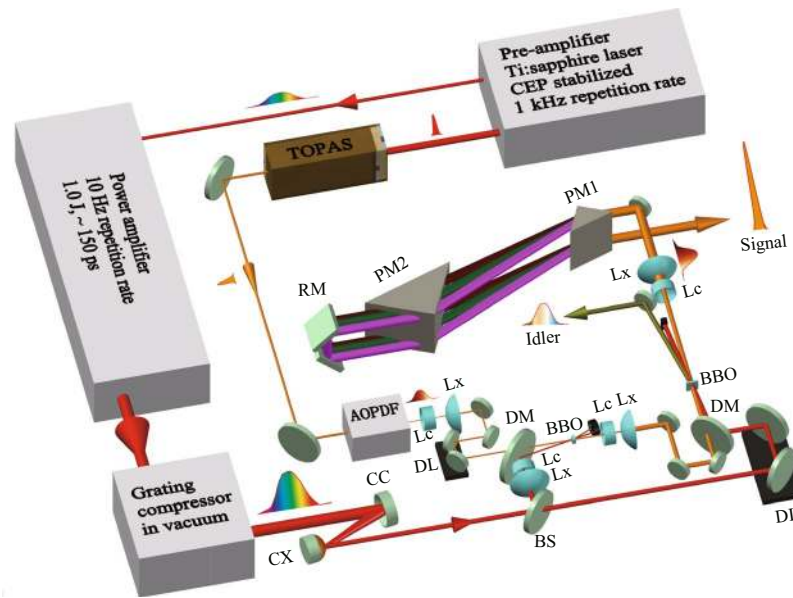 Pre-amplifier
Ti:sapphire laser
CEP stabilized
1 kHz repetition rate
TOPAS
Power amplifier
10 Hz repetition rate
1.0 J, ~ 150 ps
PM1
Signal
PM2
Lx
RM
Lc
Idler
BBO
AOPDF
Lx
DM
BBO
Lc
Lx
DM
Lc
DL
Lc
Lx
Grating
compressor
in vacuum
CC
CX
BS
DL